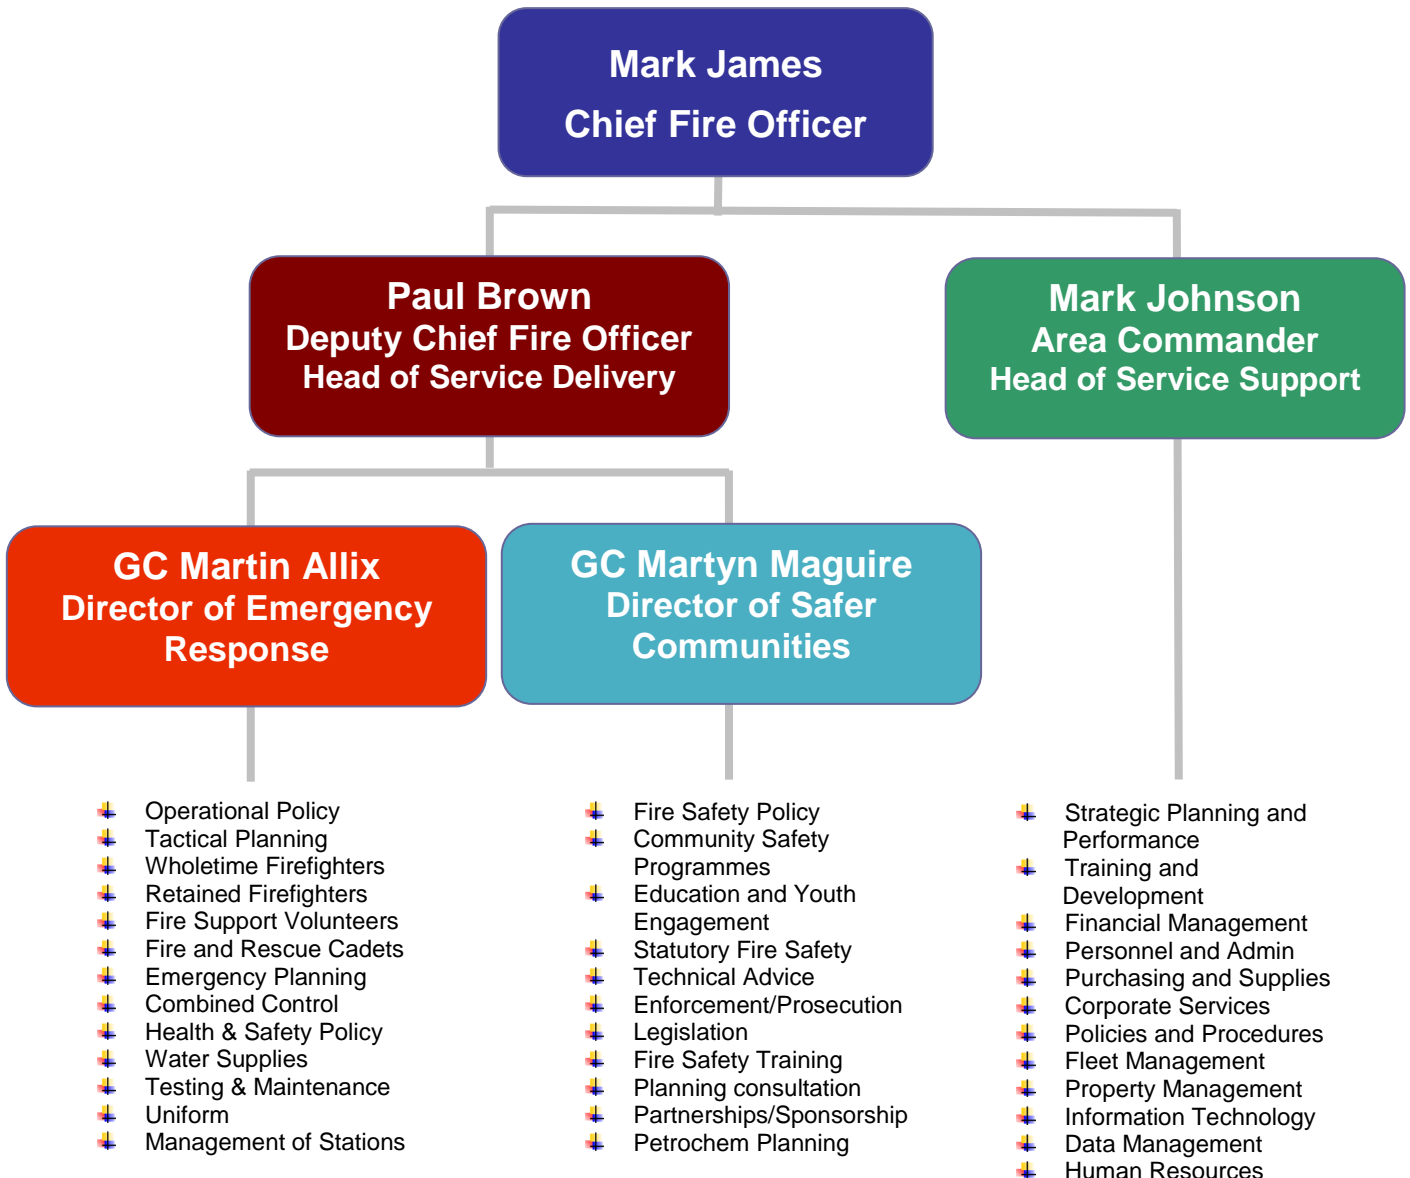 Mark James
Chief Fire Officer
Paul Brown
Deputy Chief Fire Officer
Head of Service Delivery
Mark Johnson
Area Commander
Head of Service Support
GC Martin Allix
Director of Emergency
Response
GC Martyn Maguire
Director of Safer
Communities
Operational Policy
Tactical Planning
Wholetime Firefighters
Retained Firefighters
Fire Support Volunteers
Fire and Rescue Cadets
Emergency Planning
Combined Control
Health & Safety Policy
Water Supplies
Testing & Maintenance
Uniform
Management of Stations
Fire Safety Policy
Community Safety
Programmes
Education and Youth
Engagement
Statutory Fire Safety
Technical Advice
Enforcement/Prosecution
Legislation
Fire Safety Training
Planning consultation
Partnerships/Sponsorship
Petrochem Planning
Strategic Planning and
Performance
Training and
Development
Financial Management
Personnel and Admin
Purchasing and Supplies
Corporate Services
Policies and Procedures
Fleet Management
Property Management
Information Technology
Data Management
Human Resources